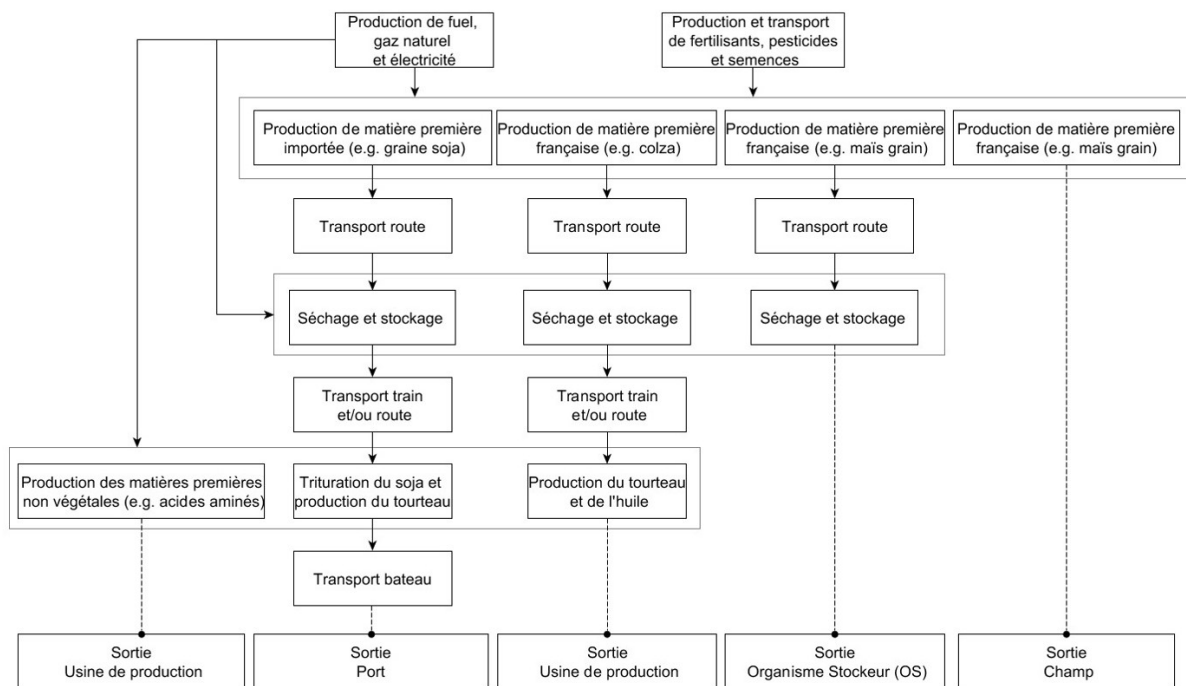 Production de fuel,
gaz naturel
et électricité
Production et transport
de fertilisants, pesticides
et semences
Production de matière première
importée (e.g. graine soja)
Production de matière première
française (e.g. colza)
Production de matière première
française (e.g. maïs grain)
Production de matière première
française (e.g. maïs grain)
Transport route
Transport route
Transport route
Séchage et stockage
Séchage et stockage
Séchage et stockage
Transport train
et/ou route
Transport train
et/ou route
Production des matières premières
non végétales (e.g. acides aminés)
Trituration du soja et
production du tourteau
Production du tourteau
et de l'huile
Transport bateau
Sortie
Usine de production
Sortie
Port
Sortie
Usine de production
Sortie
Organisme Stockeur (OS)
Sortie
Champ